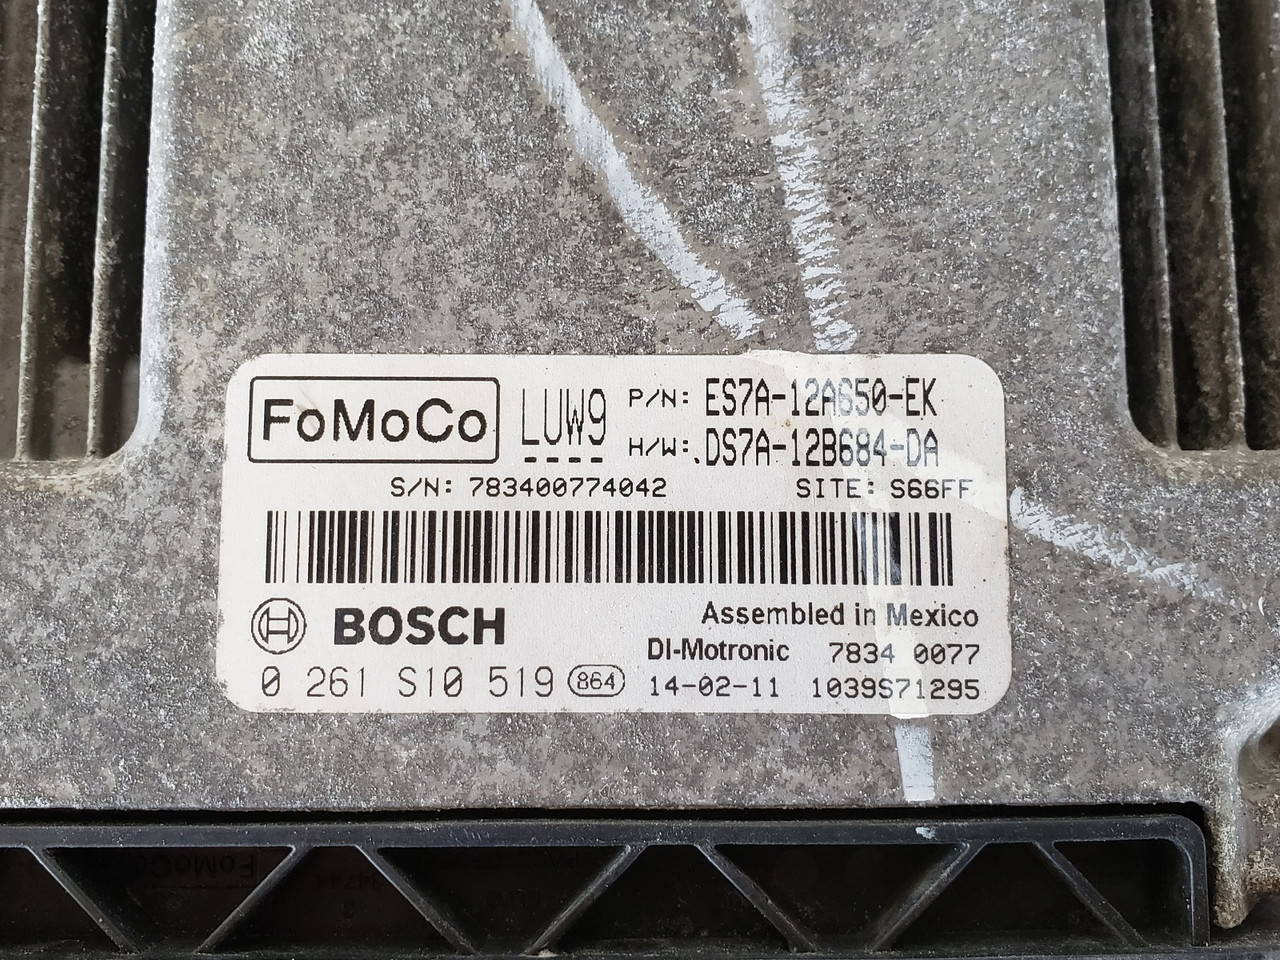 FoMoCo LUW9 P/N: ES7A-12A650-EK
H/W: DS7A-12B684-DA
S/N: 783400774042 SITE: S66FF
BOSCH Assembled in Mexico
DI-Motronic 7834 0077
0 261 S10 519 864 14-02-11 1039S71295
FoMoCo